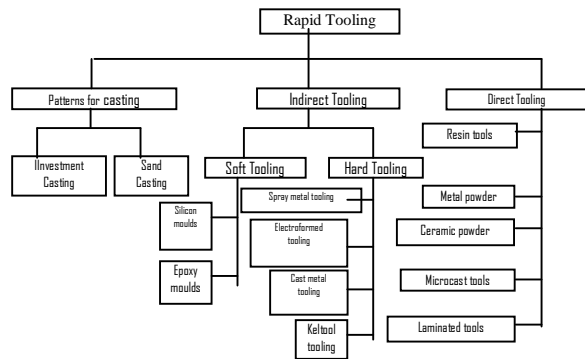 Rapid Tooling
Patterns for casting
Indirect Tooling
Direct Tooling
IInvestment
Casting
Sand
Casting
Soft Tooling
Hard Tooling
Silicon
moulds
Epoxy
moulds
Spray metal tooling
Electroformed
tooling
Cast metal
tooling
Keltool
tooling
Resin tools
Metal powder
Ceramic powder
Microcast tools
Laminated tools